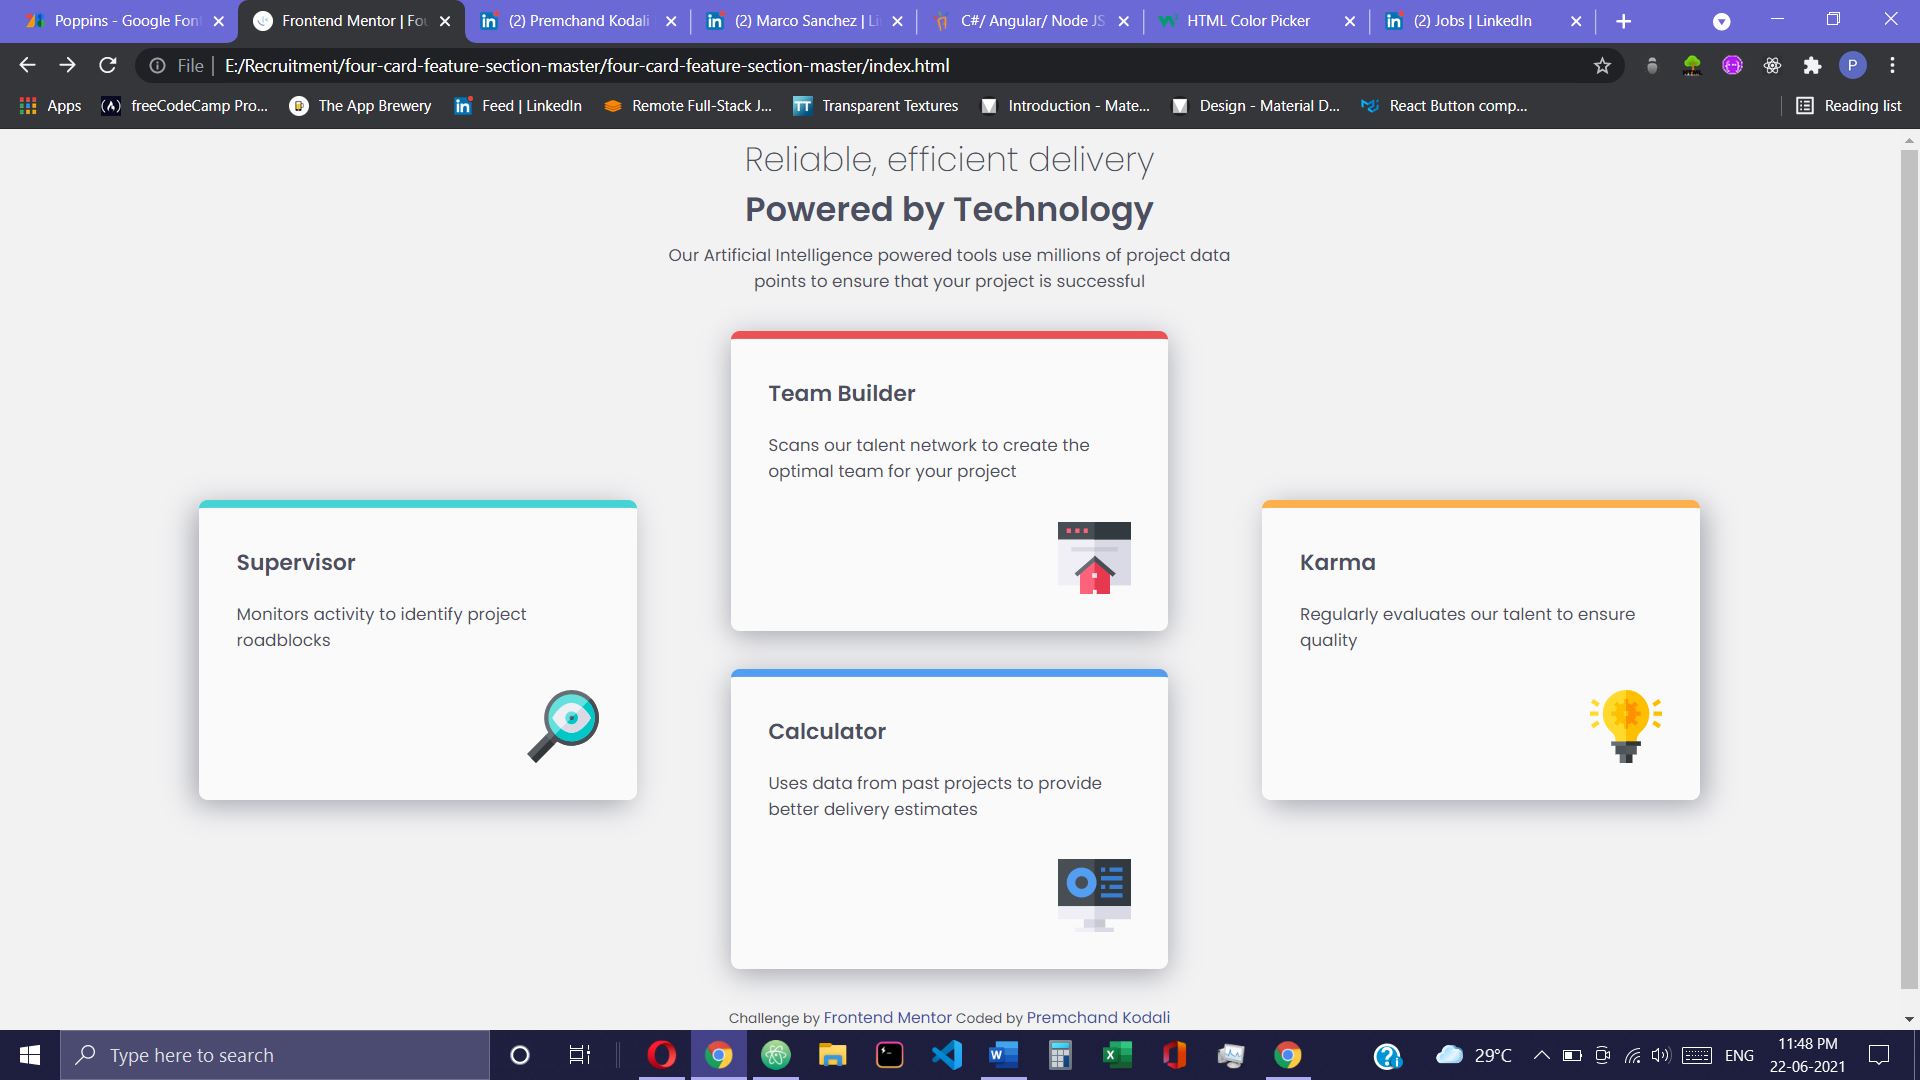 Poppins - Google Fon
Frontend Mentor | Fou
(2) Premchand Kodali
(2) Marco Sanchez | Li
C#/ Angular/ Node JS
HTML Color Picker
(2) Jobs | LinkedIn
File | E:/Recruitment/four-card-feature-section-master/four-card-feature-section-master/index.html
P
Apps
freeCodeCamp Pro...
The App Brewery
Feed | LinkedIn
Remote Full-Stack J...
TT
Transparent Textures
Introduction - Mate...
Design - Material D...
React Button comp...
Reading list
Reliable, efficient delivery
Powered by Technology
Our Artificial Intelligence powered tools use millions of project data
points to ensure that your project is successful
Team Builder
Scans our talent network to create the
optimal team for your project
Supervisor
Monitors activity to identify project
roadblocks
Karma
Regularly evaluates our talent to ensure
quality
Calculator
Uses data from past projects to provide
better delivery estimates
Challenge by Frontend Mentor Coded by Premchand Kodali
Type here to search
29°C
ENG
11:48 PM
22-06-2021